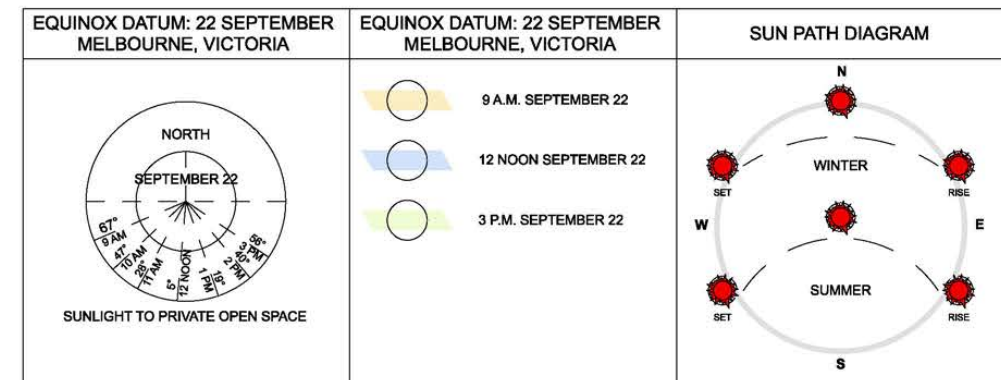 EQUINOX DATUM: 22 SEPTEMBER
MELBOURNE, VICTORIA
NORTH
SEPTEMBER 22
67°
9 AM
47°
10 AM
28°
11 AM
5°
12 NOON
19°
1 PM
40°
2 PM
56°
3 PM
SUNLIGHT TO PRIVATE OPEN SPACE
EQUINOX DATUM: 22 SEPTEMBER
MELBOURNE, VICTORIA
9 A.M. SEPTEMBER 22
12 NOON SEPTEMBER 22
3 P.M. SEPTEMBER 22
SUN PATH DIAGRAM
N
WINTER
SET
RISE
W
E
SUMMER
SET
RISE
S